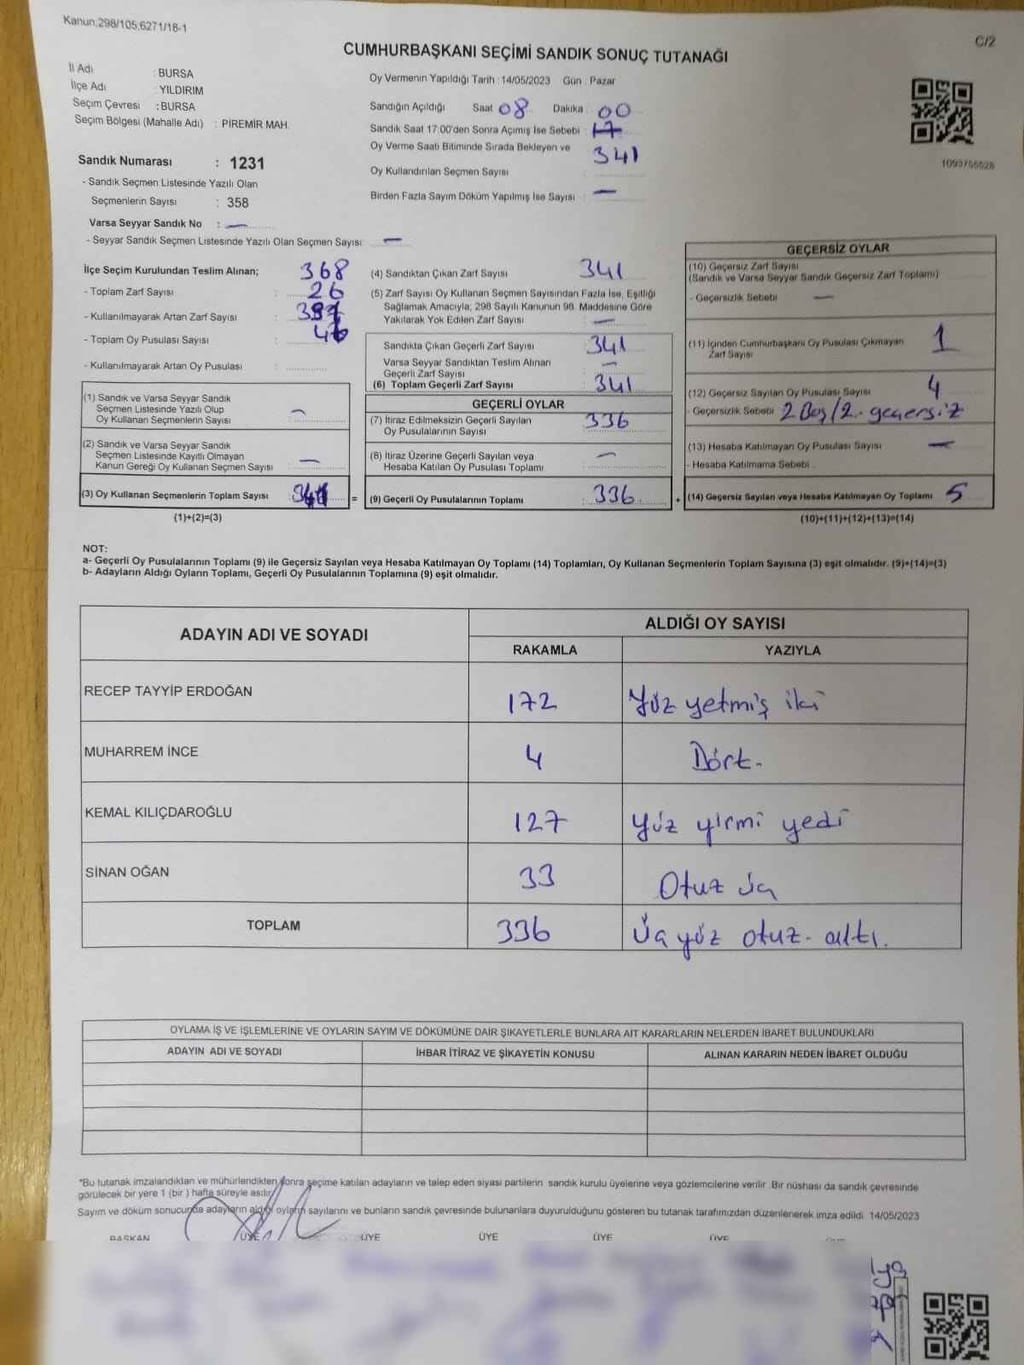 Kanun:298/105;6271/18-1
C/2
CUMHURBAŞKANI SEÇİMİ SANDIK SONUÇ TUTANAĞI
İl Adı : BURSA
İlçe Adı : YILDIRIM
Seçim Çevresi : BURSA
Seçim Bölgesi (Mahalle Adı) : PİREMİR MAH.
Oy Vermenin Yapıldığı Tarih : 14/05/2023 Gün : Pazar
Sandığın Açıldığı Saat 08 Dakika 00
Sandık Saat 17:00'den Sonra Açımış İse Sebebi : 17
Oy Verme Saati Bitiminde Sırada Bekleyen ve 341
Oy Kullandırılan Seçmen Sayısı
Birden Fazla Sayım Döküm Yapılmış İse Sayısı : —
Sandık Numarası : 1231
- Sandık Seçmen Listesinde Yazılı Olan
Seçmenlerin Sayısı : 358
Varsa Seyyar Sandık No : —
- Seyyar Sandık Seçmen Listesinde Yazılı Olan Seçmen Sayısı —
İlçe Seçim Kurulundan Teslim Alınan; 368
- Toplam Zarf Sayısı : 26
- Kullanılmayarak Artan Zarf Sayısı :
- Toplam Oy Pusulası Sayısı :
- Kullanılmayarak Artan Oy Pusulası
(1) Sandık ve Varsa Seyyar Sandık
Seçmen Listesinde Yazılı Olup
Oy Kullanan Seçmenlerin Sayısı —
(2) Sandık ve Varsa Seyyar Sandık
Seçmen Listesinde Kayıtlı Olmayan
Kanun Gereği Oy Kullanan Seçmen Sayısı —
(3) Oy Kullanan Seçmenlerin Toplam Sayısı 341 =
(1)+(2)=(3)
(4) Sandıktan Çıkan Zarf Sayısı 341
(5) Zarf Sayısı Oy Kullanan Seçmen Sayısından Fazla İse, Eşitliği
Sağlamak Amacıyla; 298 Sayılı Kanunun 98. Maddesine Göre
Yakılarak Yok Edilen Zarf Sayısı —
Sandıkta Çıkan Geçerli Zarf Sayısı 341
Varsa Seyyar Sandıktan Teslim Alınan
Geçerli Zarf Sayısı —
(6) Toplam Geçerli Zarf Sayısı 341
GEÇERLİ OYLAR
(7) İtiraz Edilmeksizin Geçerli Sayılan
Oy Pusulalarının Sayısı 336
(8) İtiraz Üzerine Geçerli Sayılan veya
Hesaba Katılan Oy Pusulası Toplamı —
(9) Geçerli Oy Pusulalarının Toplamı 336 +
GEÇERSİZ OYLAR
(10) Geçersiz Zarf Sayısı
(Sandık ve Varsa Seyyar Sandık Geçersiz Zarf Toplamı)
- Geçersizlik Sebebi —
(11) İçinden Cumhurbaşkanı Oy Pusulası Çıkmayan
Zarf Sayısı 1
(12) Geçersiz Sayılan Oy Pusulası Sayısı 4
- Geçersizlik Sebebi 2 Boş/2. geçersiz
(13) Hesaba Katılmayan Oy Pusulası Sayısı —
- Hesaba Katılmama Sebebi
(14) Geçersiz Sayılan veya Hesaba Katılmayan Oy Toplamı 5
(10)+(11)+(12)+(13)=(14)
NOT:
a- Geçerli Oy Pusulalarının Toplamı (9) ile Geçersiz Sayılan veya Hesaba Katılmayan Oy Toplamı (14) Toplamları, Oy Kullanan Seçmenlerin Toplam Sayısına (3) eşit olmalıdır. (9)+(14)=(3)
b- Adayların Aldığı Oyların Toplamı, Geçerli Oy Pusulalarının Toplamına (9) eşit olmalıdır.
ADAYIN ADI VE SOYADI
ALDIĞI OY SAYISI
RAKAMLA YAZIYLA
RECEP TAYYİP ERDOĞAN 172 Yüz yetmiş iki
MUHARREM İNCE 4 Dört.
KEMAL KILIÇDAROĞLU 127 Yüz yirmi yedi
SİNAN OĞAN 33 Otuz üç
TOPLAM 336 Üç yüz otuz altı.
OYLAMA İŞ VE İŞLEMLERİNE VE OYLARIN SAYIM VE DÖKÜMÜNE DAİR ŞİKAYETLERLE BUNLARA AİT KARARLARIN NELERDEN İBARET BULUNDUKLARI
ADAYIN ADI VE SOYADI İHBAR İTİRAZ VE ŞİKAYETİN KONUSU ALINAN KARARIN NEDEN İBARET OLDUĞU
*Bu tutanak imzalandıktan ve mühürlendikten sonra seçime katılan adayların ve talep eden siyasi partilerin sandık kurulu üyelerine veya gözlemcilerine verilir. Bir nüshası da sandık çevresinde
görülecek bir yere 1 (bir ) hafta süreyle asılır.
Sayım ve döküm sonucunda adayların aldığı oyların sayılarını ve bunların sandık çevresinde bulunanlara duyurulduğunu gösteren bu tutanak tarafımızdan düzenlenerek imza edildi. 14/05/2023
BAŞKAN ÜYE ÜYE ÜYE ÜYE ÜYE ÜYE